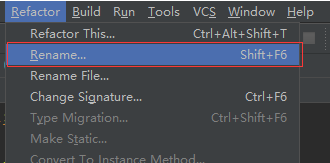 Refactor Build Run Tools VCS Window Help
Refactor This... Ctrl+Alt+Shift+T
Rename... Shift+F6
Rename File...
Change Signature... Ctrl+F6
Type Migration... Ctrl+Shift+F6
Make Static...
Convert To Instance Method...